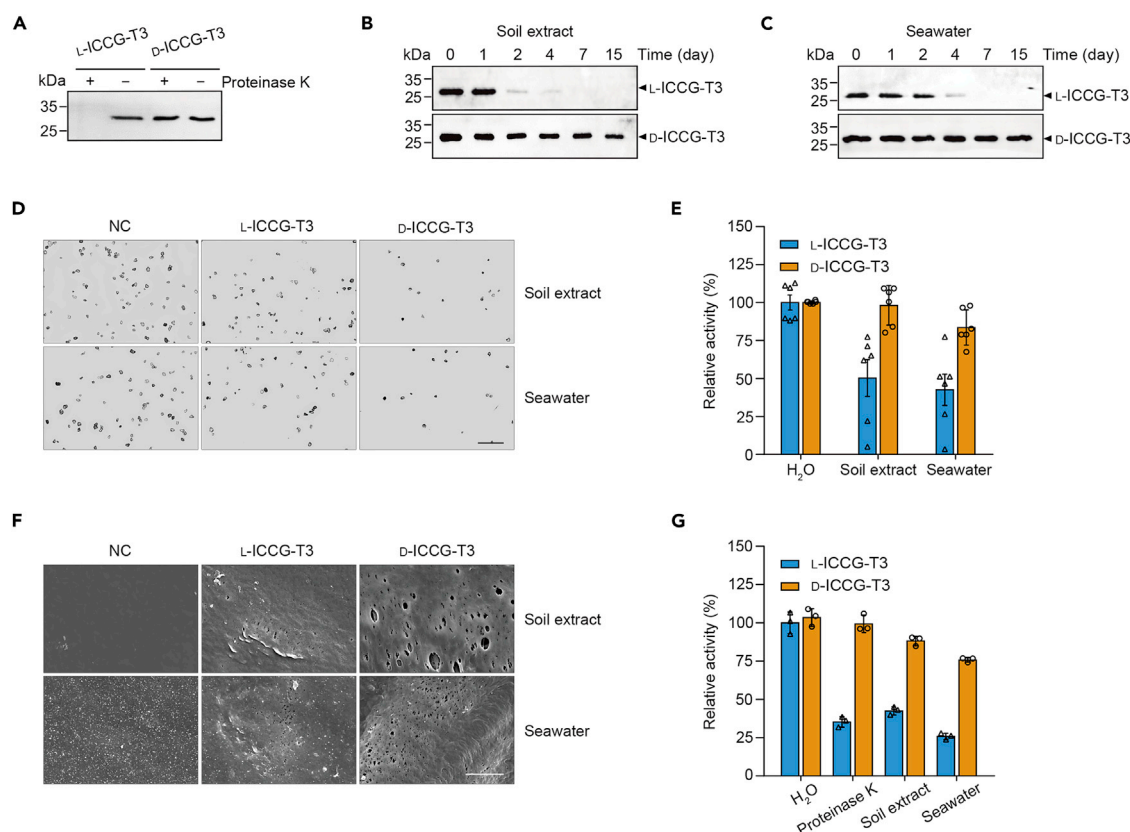 A
L-ICCG-T3
D-ICCG-T3
kDa + − + − Proteinase K
35
25
B
Soil extract
kDa 0 1 2 4 7 15 Time (day)
35
25
L-ICCG-T3
35
25
D-ICCG-T3
C
Seawater
kDa 0 1 2 4 7 15 Time (day)
35
25
L-ICCG-T3
35
25
D-ICCG-T3
D
NC L-ICCG-T3 D-ICCG-T3
Soil extract
Seawater
E
Relative activity (%)
150
125
100
75
50
25
0
L-ICCG-T3
D-ICCG-T3
H2O Soil extract Seawater
F
NC L-ICCG-T3 D-ICCG-T3
Soil extract
Seawater
G
Relative activity (%)
150
125
100
75
50
25
0
L-ICCG-T3
D-ICCG-T3
H2O Proteinase K Soil extract Seawater